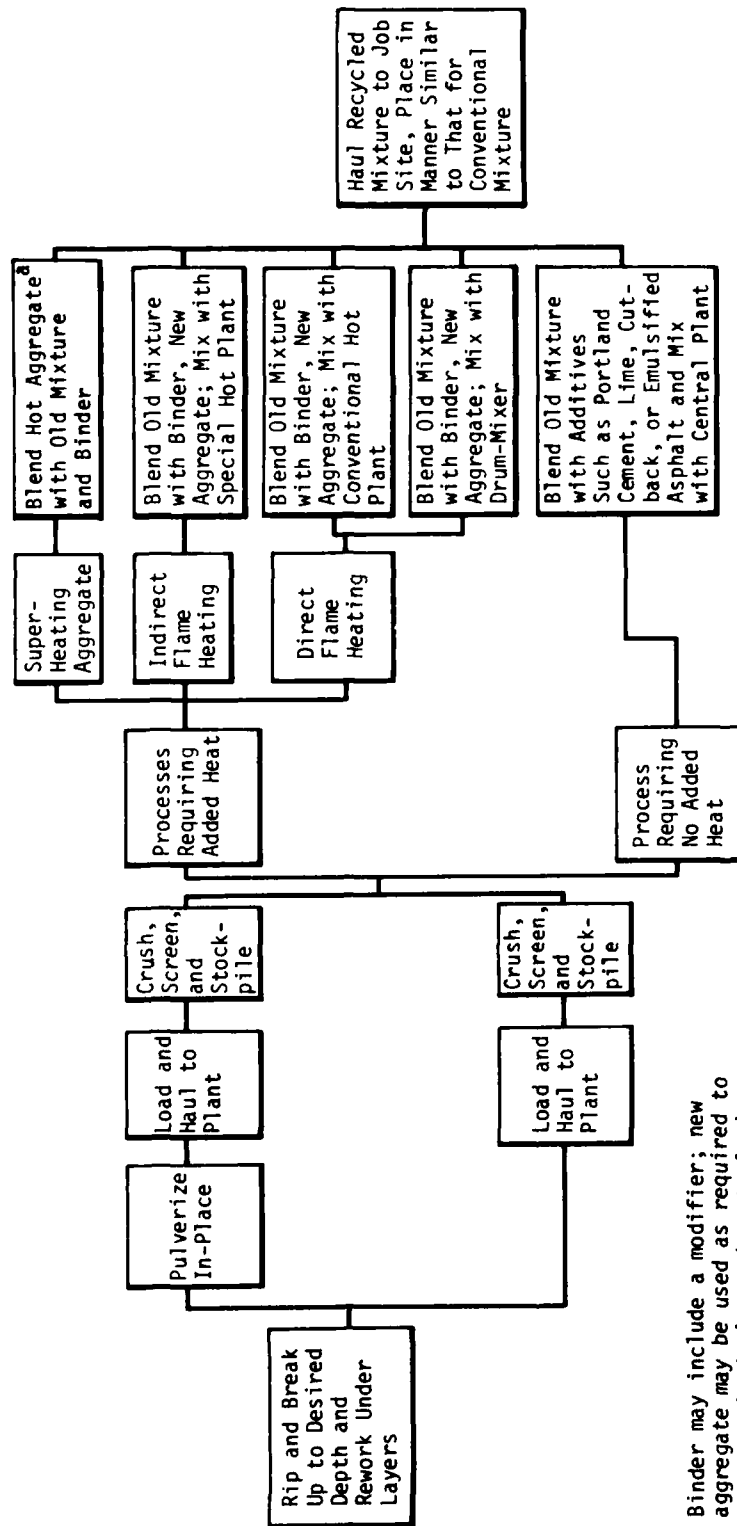 Rip and Break
Up to Desired
Depth and
Rework Under
Layers
Pulverize
In-Place
Load and
Haul to
Plant
Crush,
Screen,
and
Stock-
pile
Load and
Haul to
Plant
Crush,
Screen,
and
Stock-
pile
Processes
Requiring
Added Heat
Process
Requiring
No Added
Heat
Super-
Heating
Aggregate
Indirect
Flame
Heating
Direct
Flame
Heating
Blend Hot Aggregate a
with Old Mixture
and Binder
Blend Old Mixture
with Binder, New
Aggregate; Mix with
Special Hot Plant
Blend Old Mixture
with Binder, New
Aggregate; Mix with
Conventional Hot
Plant
Blend Old Mixture
with Binder, New
Aggregate; Mix with
Drum-Mixer
Blend Old Mixture
with Additives
Such as Portland
Cement, Lime, Cut-
back, or Emulsified
Asphalt and Mix
with Central Plant
Haul Recycled
Mixture to Job
Site, Place in
Manner Similar
to That for
Conventional
Mixture
Binder may include a modifier; new
aggregate may be used as required to